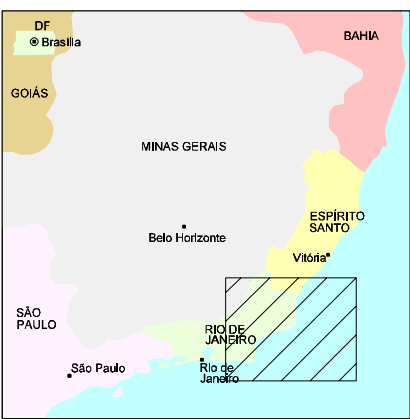 DF
Brasília
BAHIA
GOIÁS
MINAS GERAIS
ESPÍRITO
SANTO
Belo Horizonte
Vitória
SÃO
PAULO
RIO DE
JANEIRO
São Paulo
Rio de
Janeiro